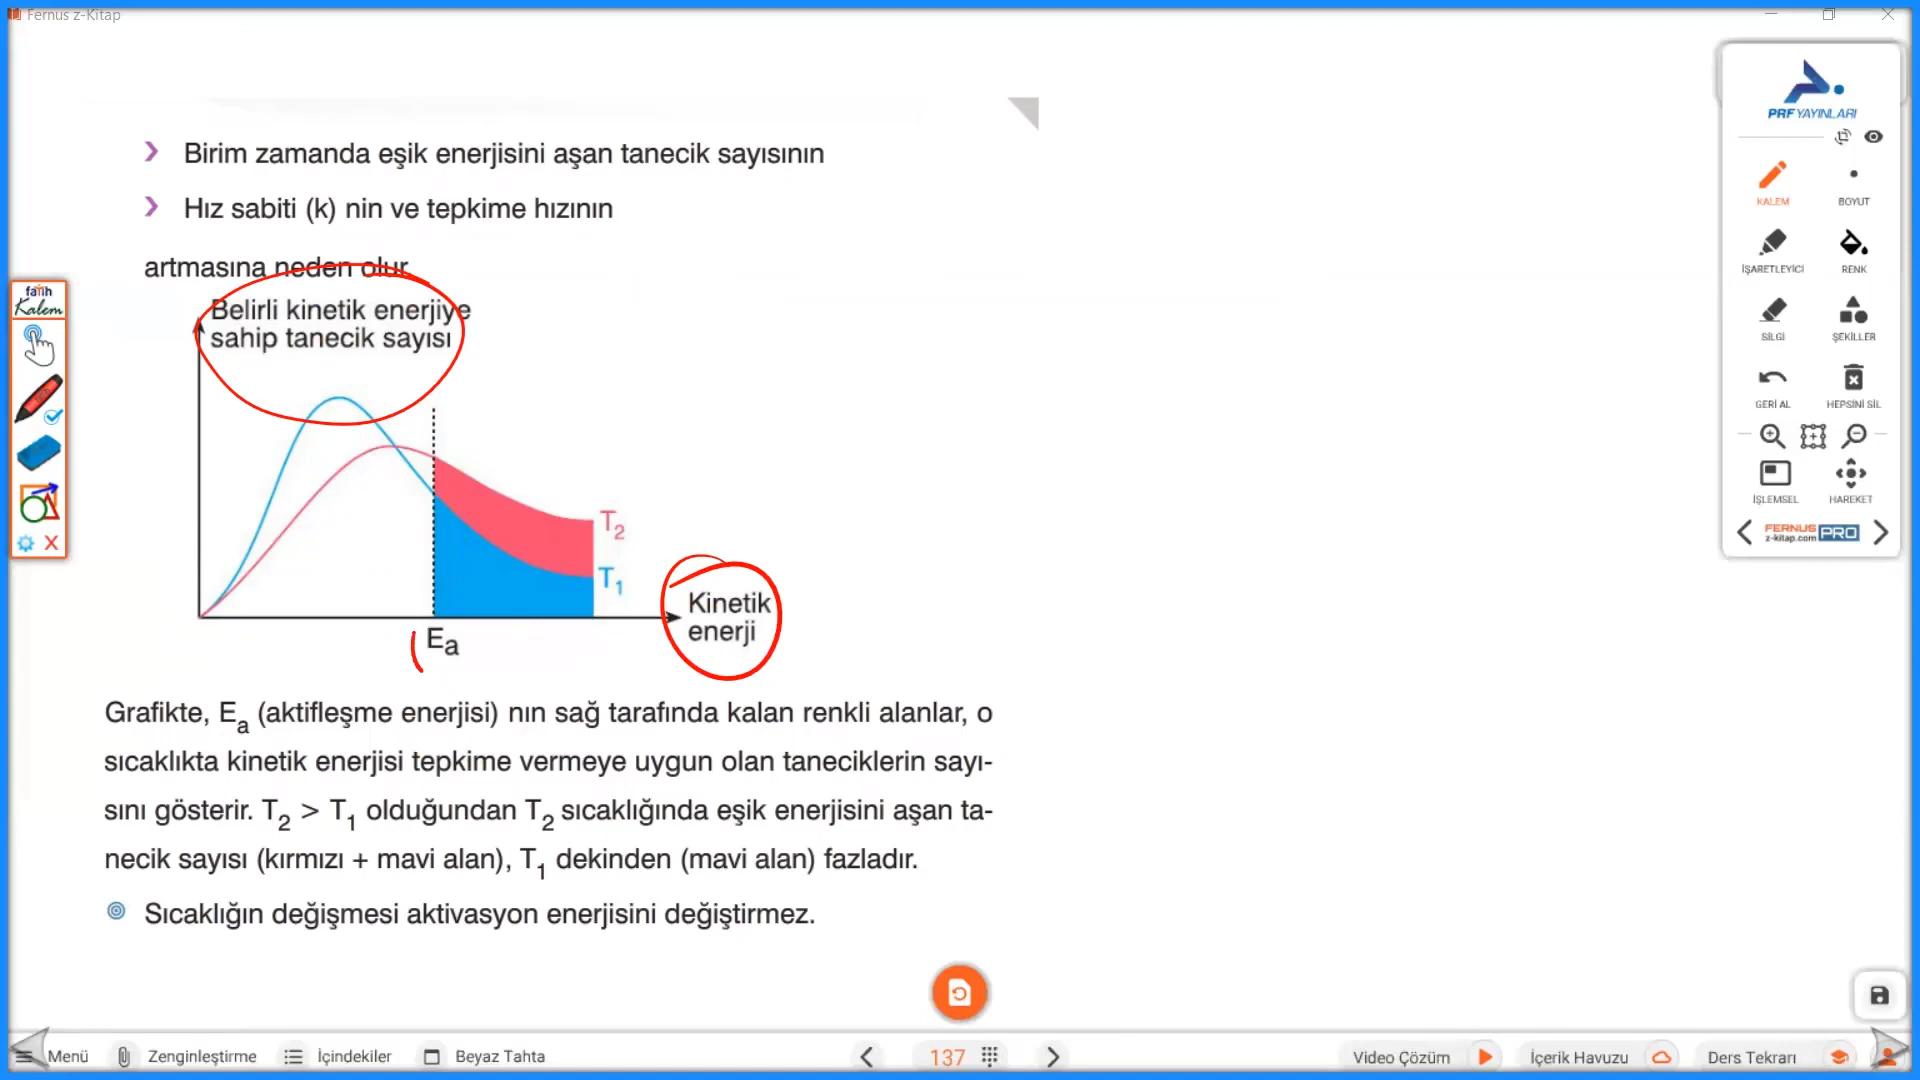 Fernus z-Kitap
PRF YAYINLARI
Birim zamanda eşik enerjisini aşan tanecik sayısının
Hız sabiti (k) nin ve tepkime hızının
artmasına neden olur.
Belirli kinetik enerjiye
sahip tanecik sayısı
T2
T1
Kinetik
enerji
Ea
Grafikte, Ea (aktifleşme enerjisi) nın sağ tarafında kalan renkli alanlar, o
sıcaklıkta kinetik enerjisi tepkime vermeye uygun olan taneciklerin sayı-
sını gösterir. T2 > T1 olduğundan T2 sıcaklığında eşik enerjisini aşan ta-
necik sayısı (kırmızı + mavi alan), T1 dekinden (mavi alan) fazladır.
Sıcaklığın değişmesi aktivasyon enerjisini değiştirmez.
fatih
Kalem
KALEM
BOYUT
İŞARETLEYİCİ
RENK
SİLGİ
ŞEKİLLER
GERİ AL
HEPSİNİ SİL
İŞLEMSEL
HAREKET
FERNUS
z-kitap.com
PRO
Menü
Zenginleştirme
İçindekiler
Beyaz Tahta
137
Video Çözüm
İçerik Havuzu
Ders Tekrarı